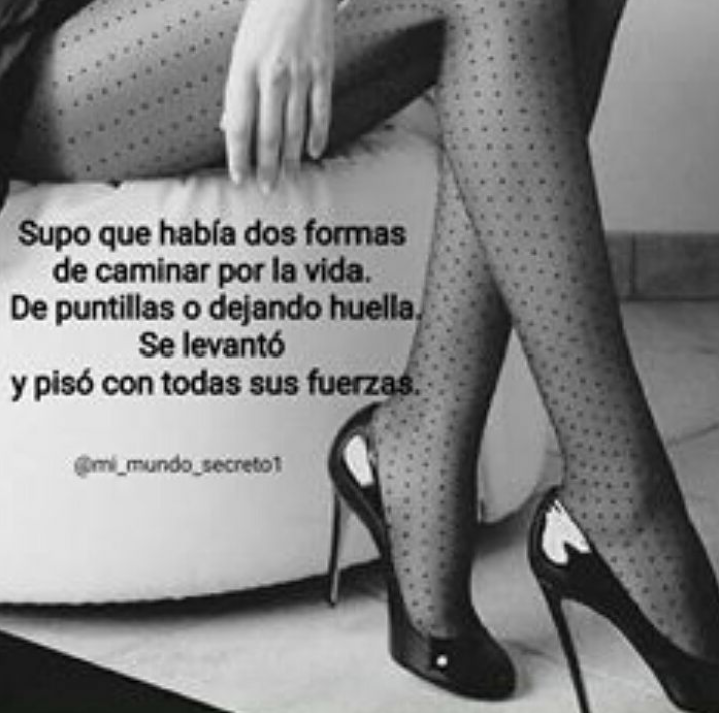 Supo que había dos formas
de caminar por la vida.
De puntillas o dejando huella.
Se levantó
y pisó con todas sus fuerzas.
@mi_mundo_secreto1